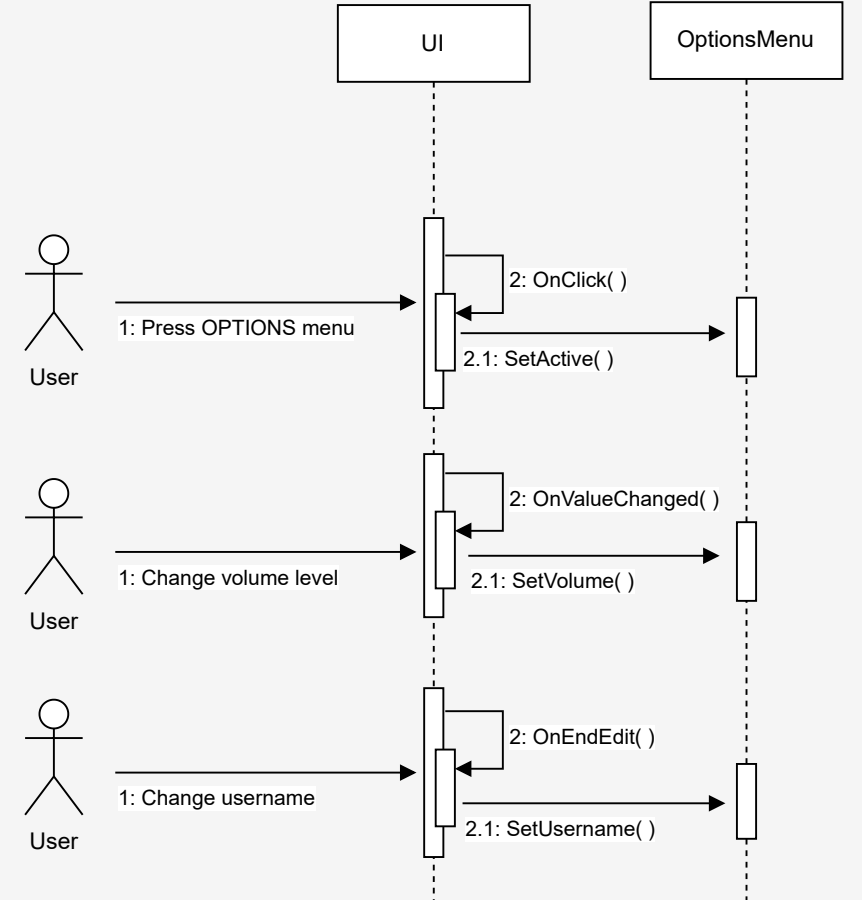 UI
OptionsMenu
2: OnClick( )
1: Press OPTIONS menu
2.1: SetActive( )
User
2: OnValueChanged( )
1: Change volume level
2.1: SetVolume( )
User
2: OnEndEdit( )
1: Change username
2.1: SetUsername( )
User